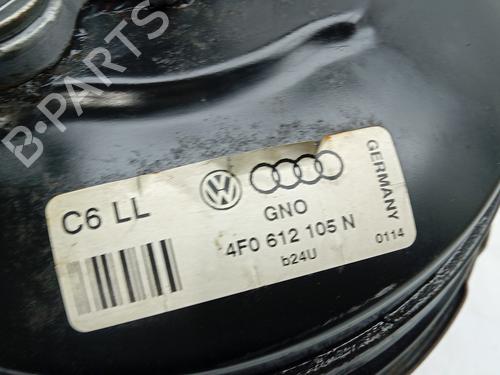 B-PARTS
C6 LL
GNO
4F0 612 105 N
b24U
GERMANY
0114